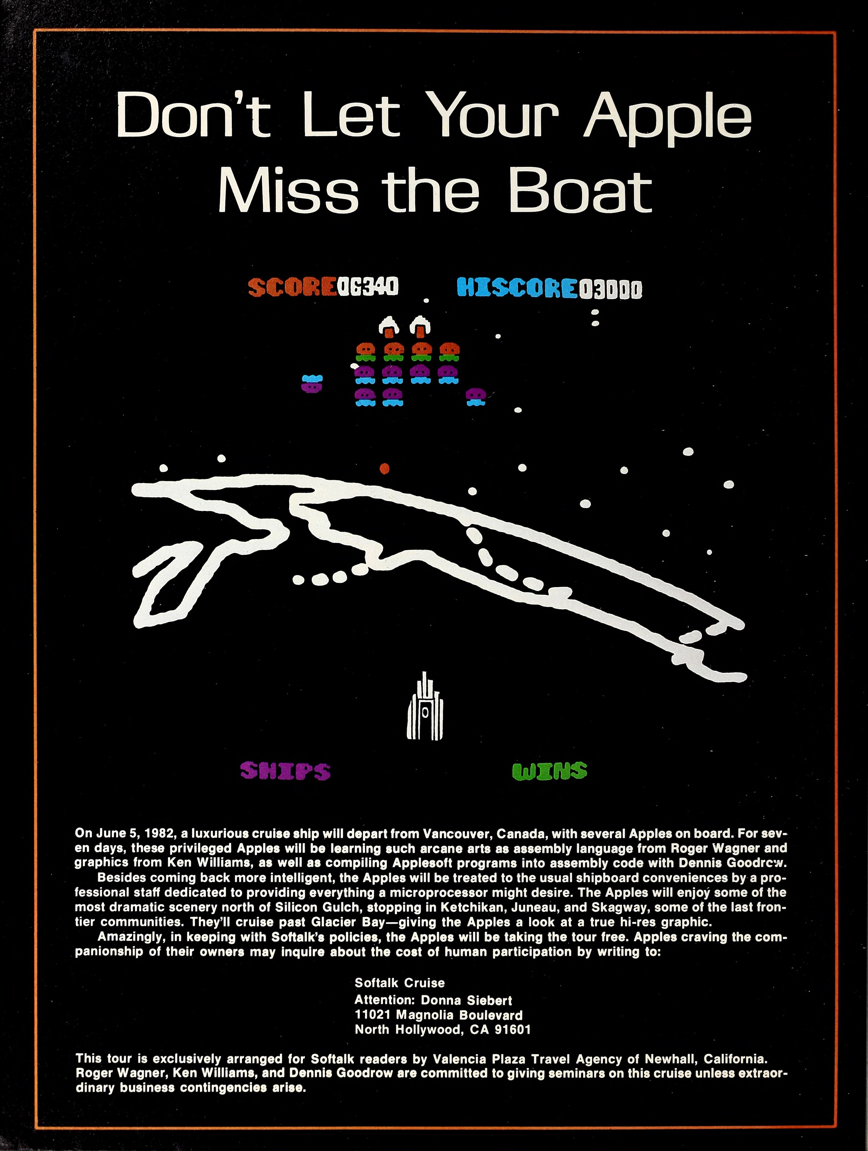 Don't Let Your Apple
Miss the Boat
SCORE06340 HISCORE03000
SHIPS WINS
On June 5, 1982, a luxurious cruise ship will depart from Vancouver, Canada, with several Apples on board. For sev-
en days, these privileged Apples will be learning such arcane arts as assembly language from Roger Wagner and
graphics from Ken Williams, as well as compiling Applesoft programs into assembly code with Dennis Goodrow.
Besides coming back more intelligent, the Apples will be treated to the usual shipboard conveniences by a pro-
fessional staff dedicated to providing everything a microprocessor might desire. The Apples will enjoy some of the
most dramatic scenery north of Silicon Gulch, stopping in Ketchikan, Juneau, and Skagway, some of the last fron-
tier communities. They'll cruise past Glacier Bay—giving the Apples a look at a true hi-res graphic.
Amazingly, in keeping with Softalk's policies, the Apples will be taking the tour free. Apples craving the com-
panionship of their owners may inquire about the cost of human participation by writing to:
Softalk Cruise
Attention: Donna Siebert
11021 Magnolia Boulevard
North Hollywood, CA 91601
This tour is exclusively arranged for Softalk readers by Valencia Plaza Travel Agency of Newhall, California.
Roger Wagner, Ken Williams, and Dennis Goodrow are committed to giving seminars on this cruise unless extraor-
dinary business contingencies arise.